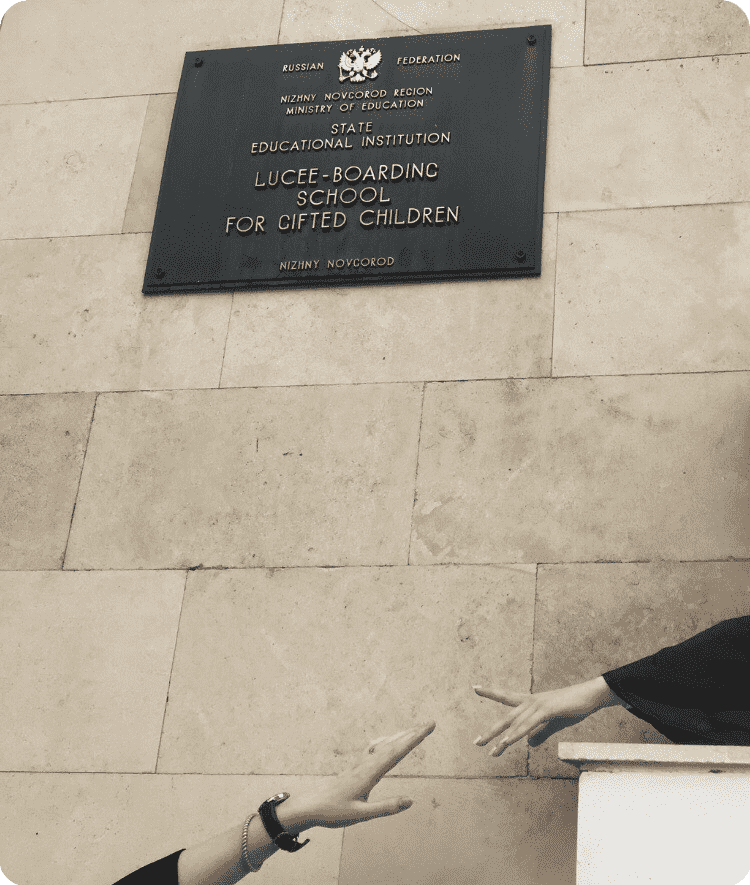 RUSSIAN FEDERATION
NIZHNY NOVGOROD REGION
MINISTRY OF EDUCATION
STATE
EDUCATIONAL INSTITUTION
LUCEE-BOARDING
SCHOOL
FOR GIFTED CHILDREN
NIZHNY NOVGOROD